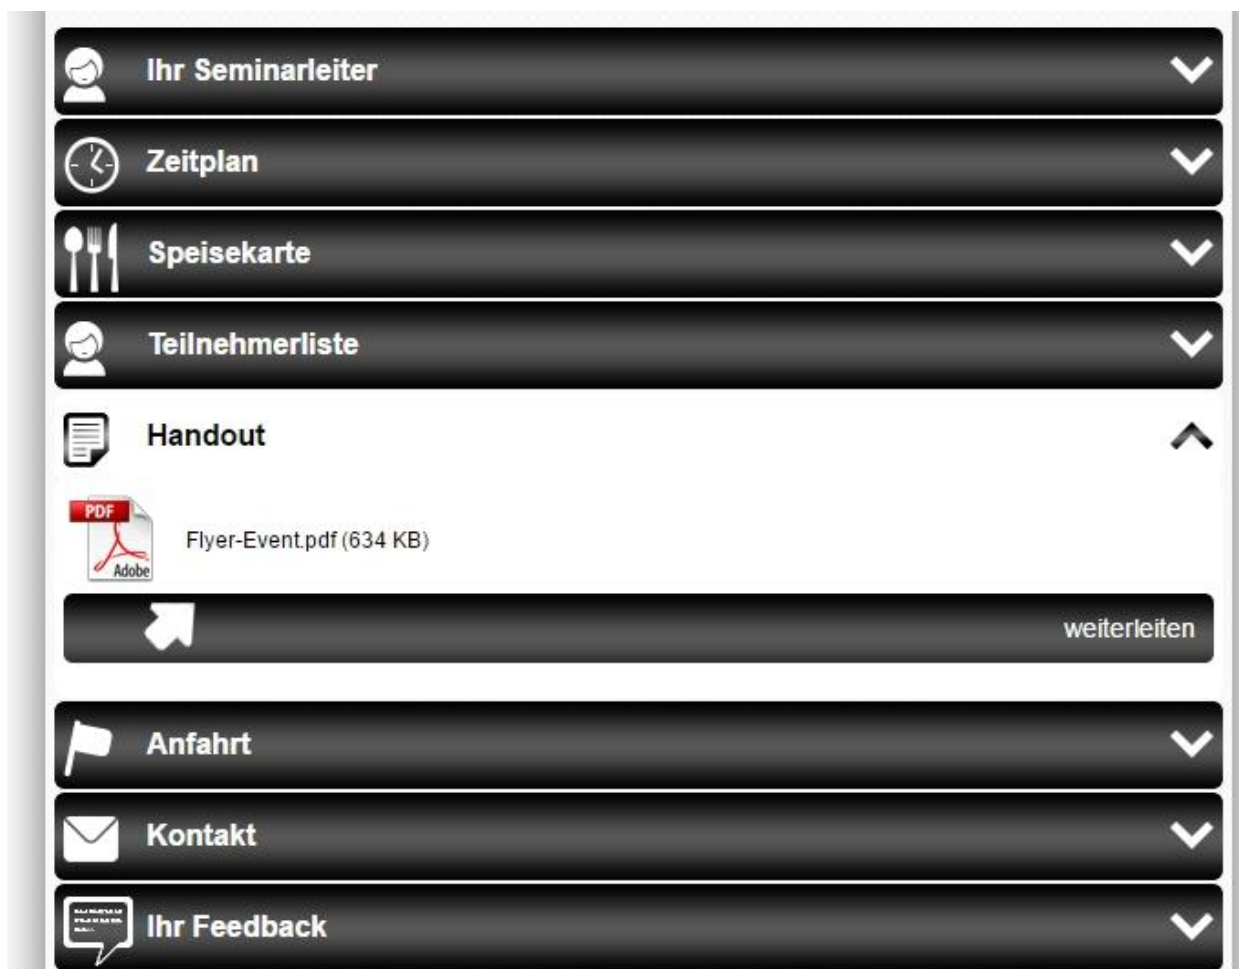 Ihr Seminarleiter
Zeitplan
Speisekarte
Teilnehmerliste
Handout
PDF
Adobe
Flyer-Event.pdf (634 KB)
weiterleiten
Anfahrt
Kontakt
Ihr Feedback